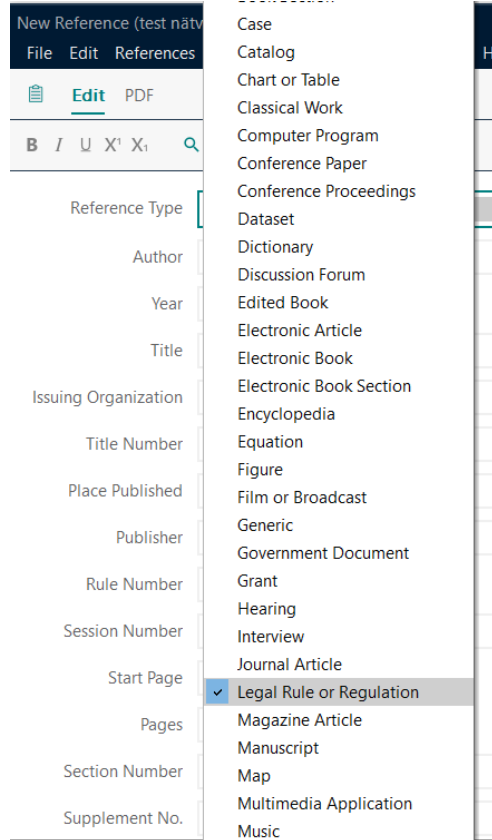 New Reference (test nätv
File Edit References
H
Edit PDF
B I U X¹ X₁
Reference Type
Author
Year
Title
Issuing Organization
Title Number
Place Published
Publisher
Rule Number
Session Number
Start Page
Pages
Section Number
Supplement No.
Case
Catalog
Chart or Table
Classical Work
Computer Program
Conference Paper
Conference Proceedings
Dataset
Dictionary
Discussion Forum
Edited Book
Electronic Article
Electronic Book
Electronic Book Section
Encyclopedia
Equation
Figure
Film or Broadcast
Generic
Government Document
Grant
Hearing
Interview
Journal Article
Legal Rule or Regulation
Magazine Article
Manuscript
Map
Multimedia Application
Music